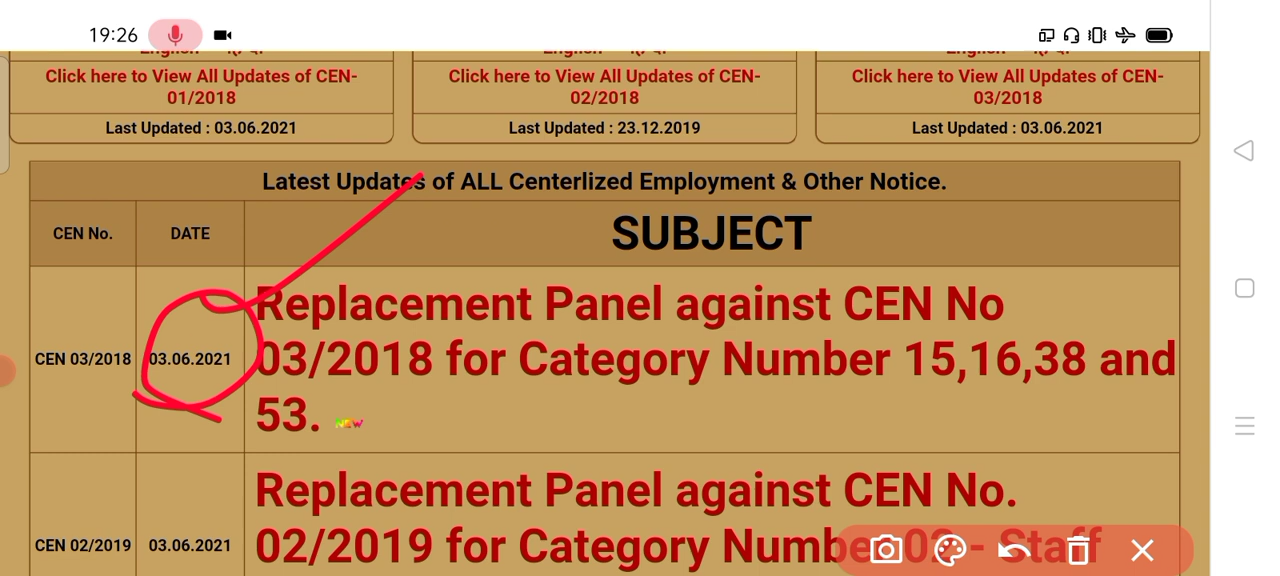 19:26
English
Click here to View All Updates of CEN-
01/2018
Last Updated : 03.06.2021
Click here to View All Updates of CEN-
02/2018
Last Updated : 23.12.2019
English
Click here to View All Updates of CEN-
03/2018
Last Updated : 03.06.2021
Latest Updates of ALL Centerlized Employment & Other Notice.
CEN No.
DATE
SUBJECT
CEN 03/2018
03.06.2021
Replacement Panel against CEN No
03/2018 for Category Number 15,16,38 and
53. NEW
CEN 02/2019
03.06.2021
Replacement Panel against CEN No.
02/2019 for Category Number 02 - Staff